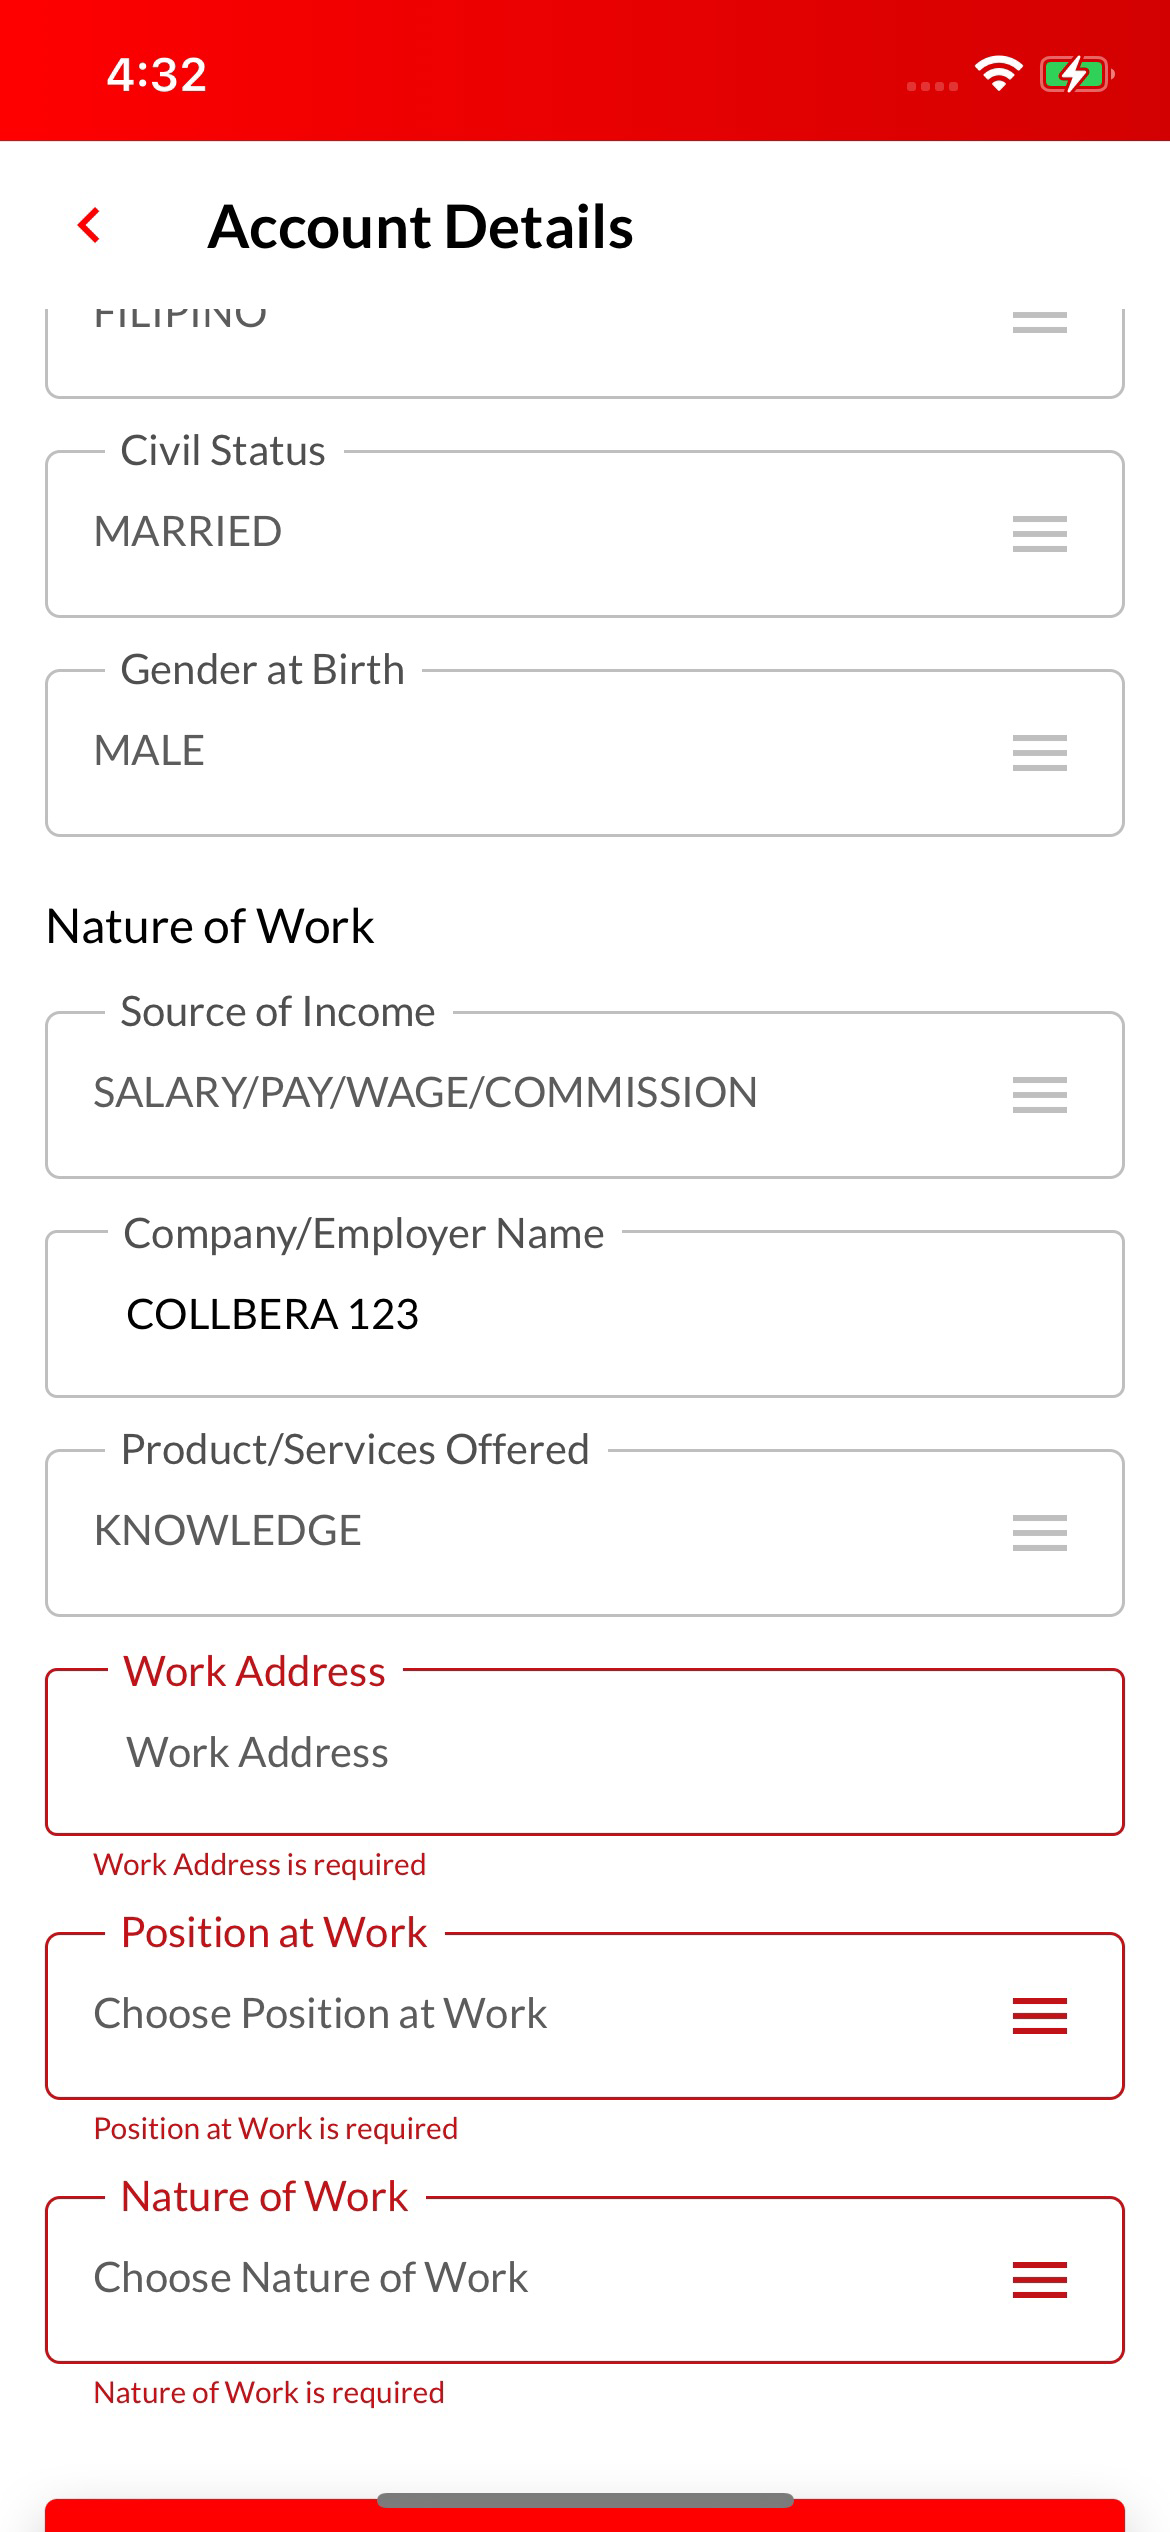 4:32
Account Details
FILIPINO
Civil Status
MARRIED
Gender at Birth
MALE
Nature of Work
Source of Income
SALARY/PAY/WAGE/COMMISSION
Company/Employer Name
COLLBERA 123
Product/Services Offered
KNOWLEDGE
Work Address
Work Address
Work Address is required
Position at Work
Choose Position at Work
Position at Work is required
Nature of Work
Choose Nature of Work
Nature of Work is required